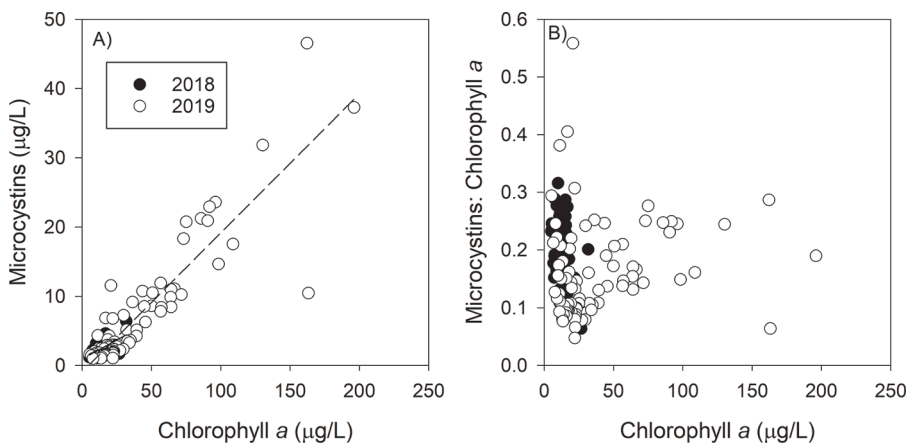 A)
2018
2019
Microcystins (µg/L)
50
40
30
20
10
0
0 50 100 150 200 250
Chlorophyll a (µg/L)
B)
Microcystins: Chlorophyll a
0.6
0.5
0.4
0.3
0.2
0.1
0.0
0 50 100 150 200 250
Chlorophyll a (µg/L)